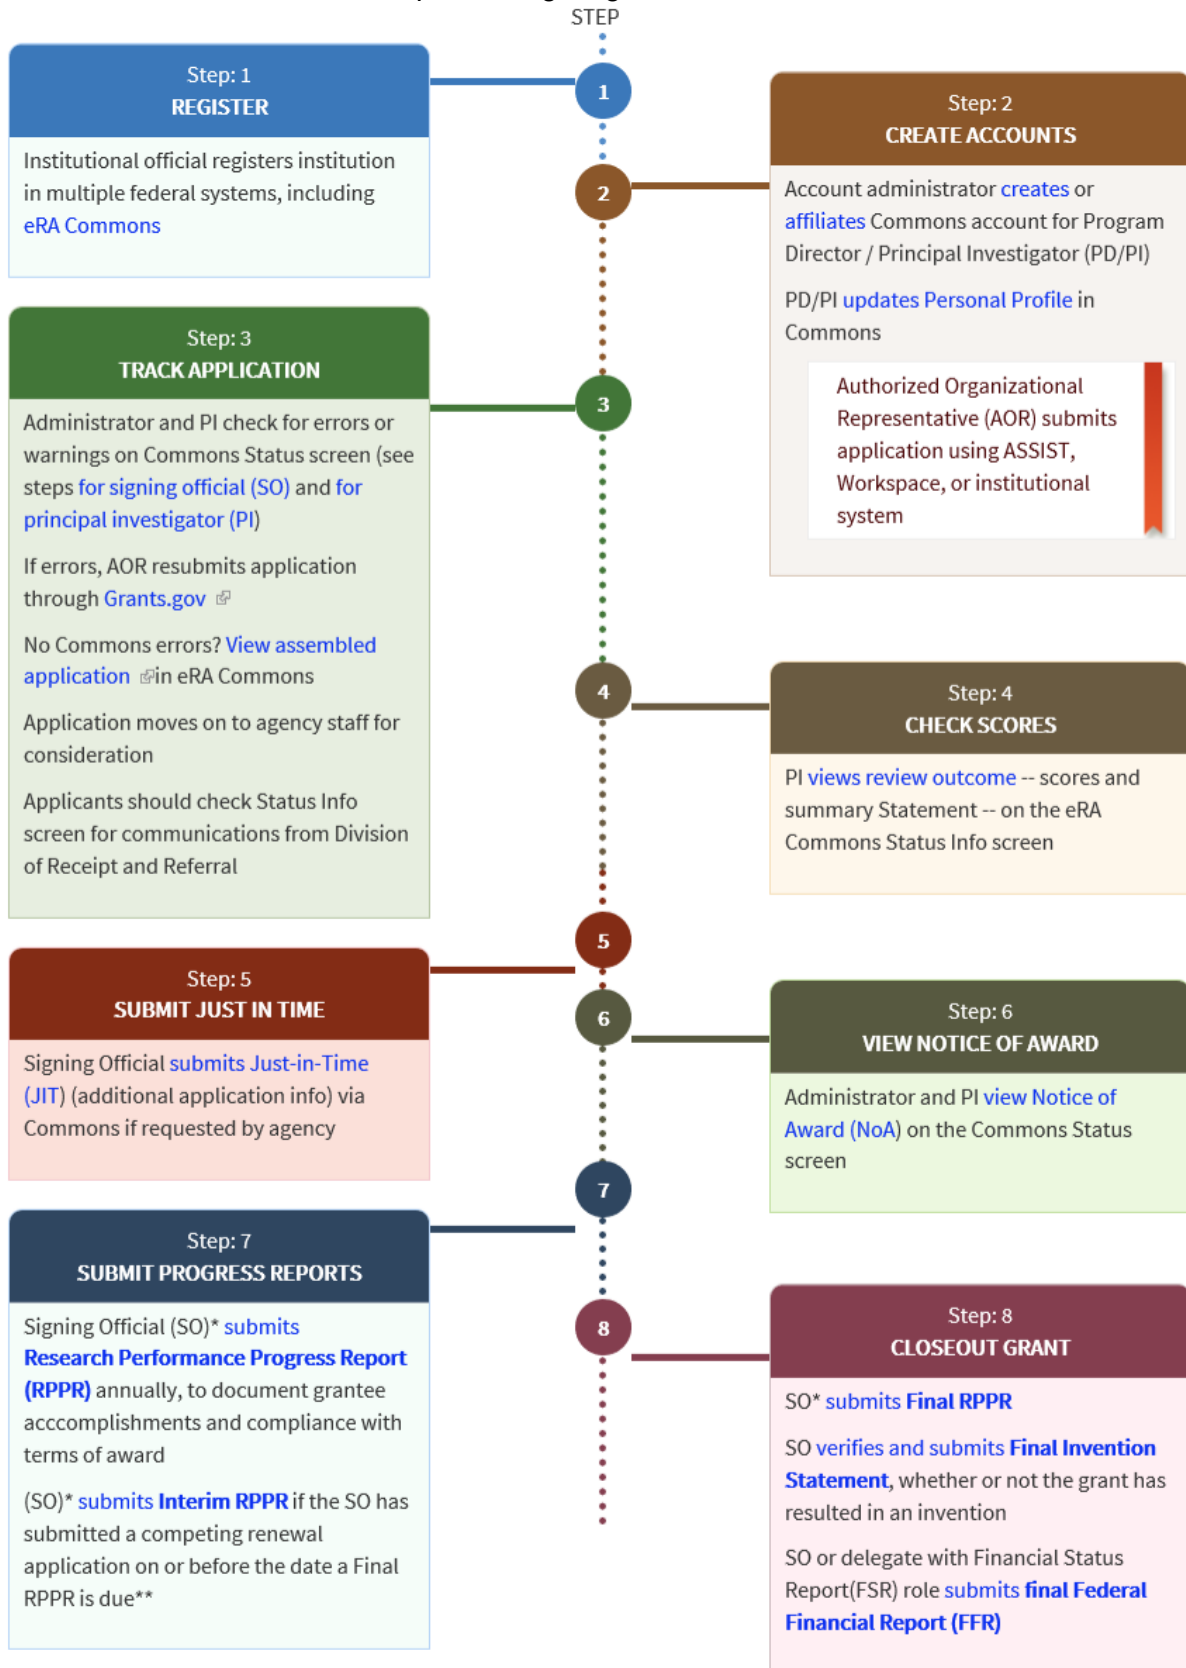 STEP
1
Step: 1
REGISTER
Institutional official registers institution
in multiple federal systems, including
eRA Commons
2
Step: 2
CREATE ACCOUNTS
Account administrator creates or
affiliates Commons account for Program
Director / Principal Investigator (PD/PI)
PD/PI updates Personal Profile in
Commons
Authorized Organizational
Representative (AOR) submits
application using ASSIST,
Workspace, or institutional
system
3
Step: 3
TRACK APPLICATION
Administrator and PI check for errors or
warnings on Commons Status screen (see
steps for signing official (SO) and for
principal investigator (PI)
If errors, AOR resubmits application
through Grants.gov
No Commons errors? View assembled
application in eRA Commons
Application moves on to agency staff for
consideration
Applicants should check Status Info
screen for communications from Division
of Receipt and Referral
4
Step: 4
CHECK SCORES
PI views review outcome -- scores and
summary Statement -- on the eRA
Commons Status Info screen
5
Step: 5
SUBMIT JUST IN TIME
Signing Official submits Just-in-Time
(JIT) (additional application info) via
Commons if requested by agency
6
Step: 6
VIEW NOTICE OF AWARD
Administrator and PI view Notice of
Award (NoA) on the Commons Status
screen
7
Step: 7
SUBMIT PROGRESS REPORTS
Signing Official (SO)* submits
Research Performance Progress Report
(RPPR) annually, to document grantee
acccomplishments and compliance with
terms of award
(SO)* submits Interim RPPR if the SO has
submitted a competing renewal
application on or before the date a Final
RPPR is due**
8
Step: 8
CLOSEOUT GRANT
SO* submits Final RPPR
SO verifies and submits Final Invention
Statement, whether or not the grant has
resulted in an invention
SO or delegate with Financial Status
Report(FSR) role submits final Federal
Financial Report (FFR)